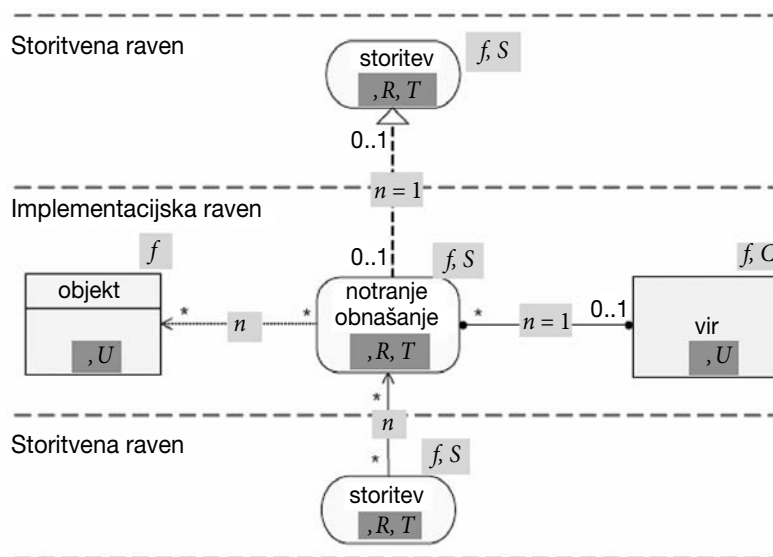 Storitvena raven
storitev
f, S
, R, T
0..1
n = 1
Implementacijska raven
0..1
f
f, S
f, C
objekt
notranje
obnašanje
*
*
n
*
n = 1
0..1
vir
, U
, R, T
, U
*
n
Storitvena raven
*
f, S
storitev
, R, T